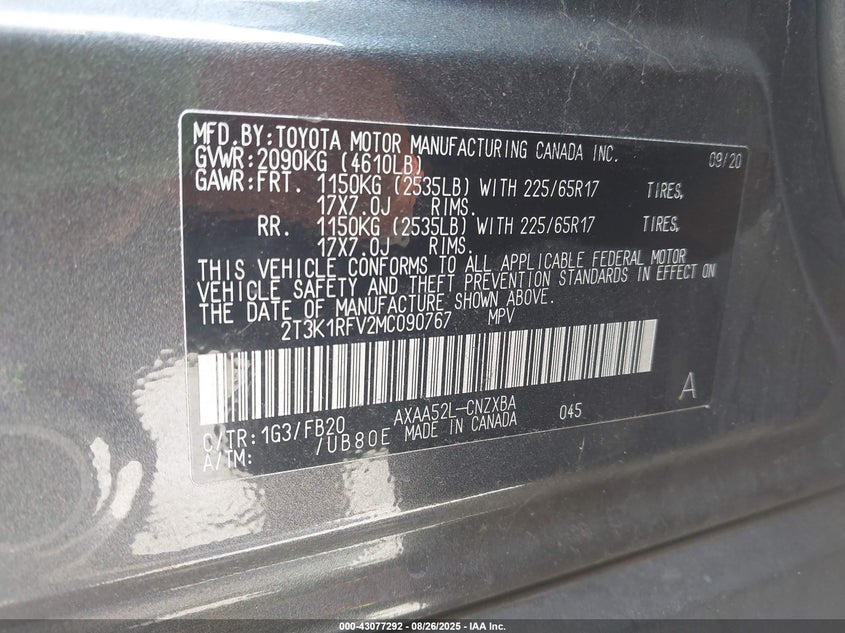 MFD.BY:TOYOTA MOTOR MANUFACTURING CANADA INC. 09/20
GVWR:2090KG (4610LB)
GAWR:FRT. 1150KG (2535LB) WITH 225/65R17 TIRES,
17X7.0J RIMS.
RR. 1150KG (2535LB) WITH 225/65R17 TIRES,
17X7.0J RIMS.
THIS VEHICLE CONFORMS TO ALL APPLICABLE FEDERAL MOTOR
VEHICLE SAFETY AND THEFT PREVENTION STANDARDS IN EFFECT ON
THE DATE OF MANUFACTURE SHOWN ABOVE.
2T3K1RFV2MC090767 MPV
A
C/TR:1G3/FB20 AXAA52L-CNZXBA 045
A/TM: /UB80E MADE IN CANADA
000-43077292 - 08/26/2025 - IAA Inc.